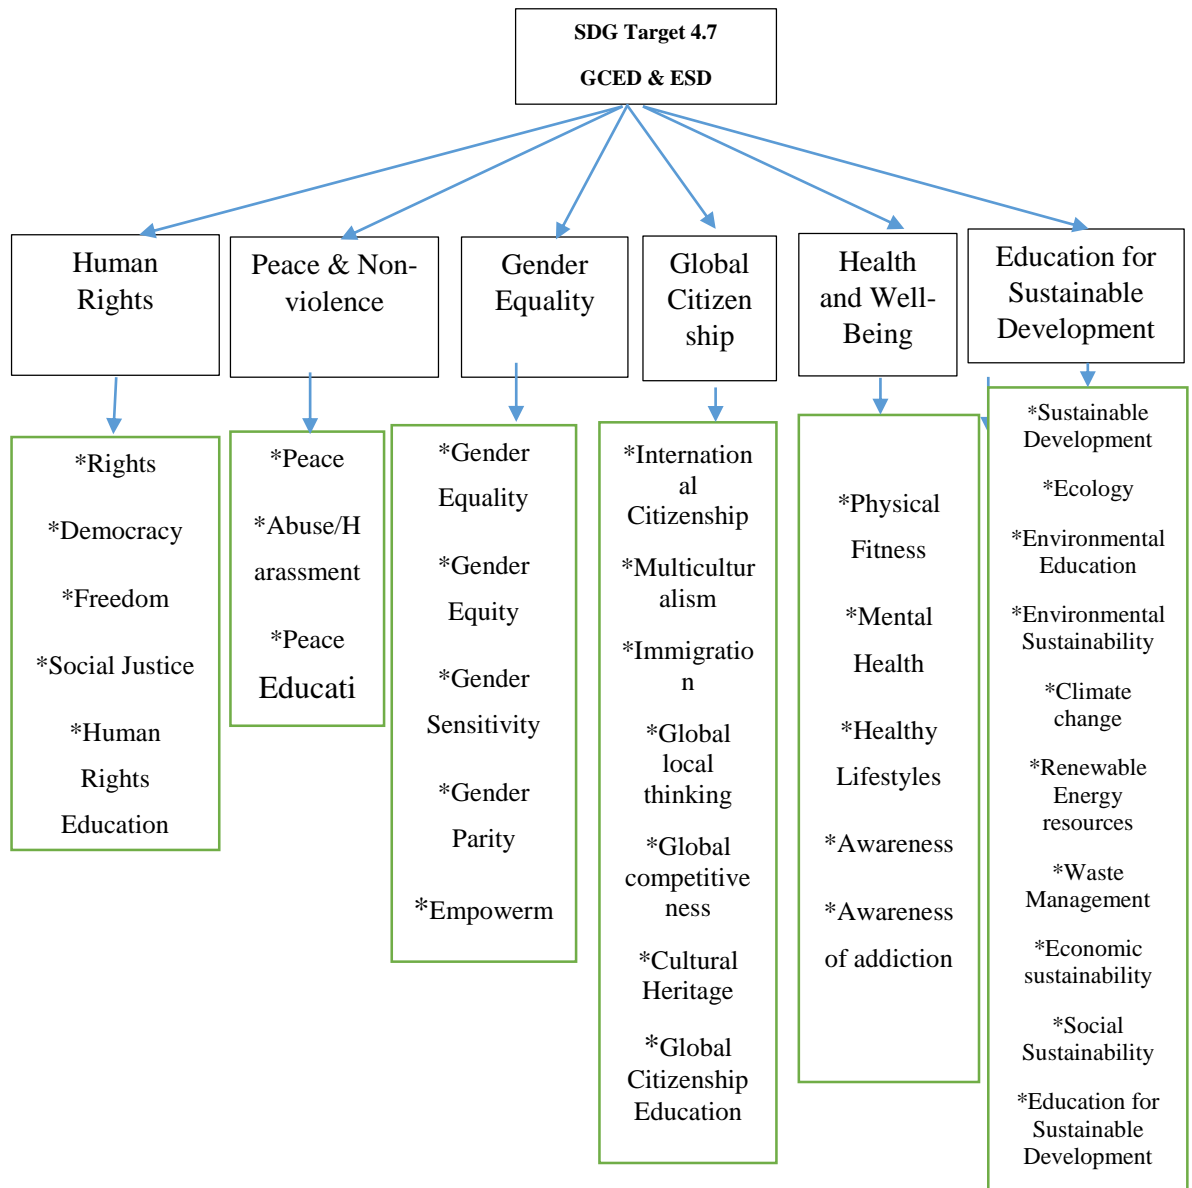 SDG Target 4.7
GCED & ESD
Human
Rights
Peace & Non-
violence
Gender
Equality
Global
Citizen
ship
Health
and Well-
Being
Education for
Sustainable
Development
*Rights
*Democracy
*Freedom
*Social Justice
*Human
Rights
Education
*Peace
*Abuse/H
arassment
*Peace
Educati
*Gender
Equality
*Gender
Equity
*Gender
Sensitivity
*Gender
Parity
*Empowerm
*Internation
al
Citizenship
*Multicultur
alism
*Immigratio
n
*Global
local
thinking
*Global
competitive
ness
*Cultural
Heritage
*Global
Citizenship
Education
*Physical
Fitness
*Mental
Health
*Healthy
Lifestyles
*Awareness
*Awareness
of addiction
*Sustainable
Development
*Ecology
*Environmental
Education
*Environmental
Sustainability
*Climate
change
*Renewable
Energy
resources
*Waste
Management
*Economic
sustainability
*Social
Sustainability
*Education for
Sustainable
Development